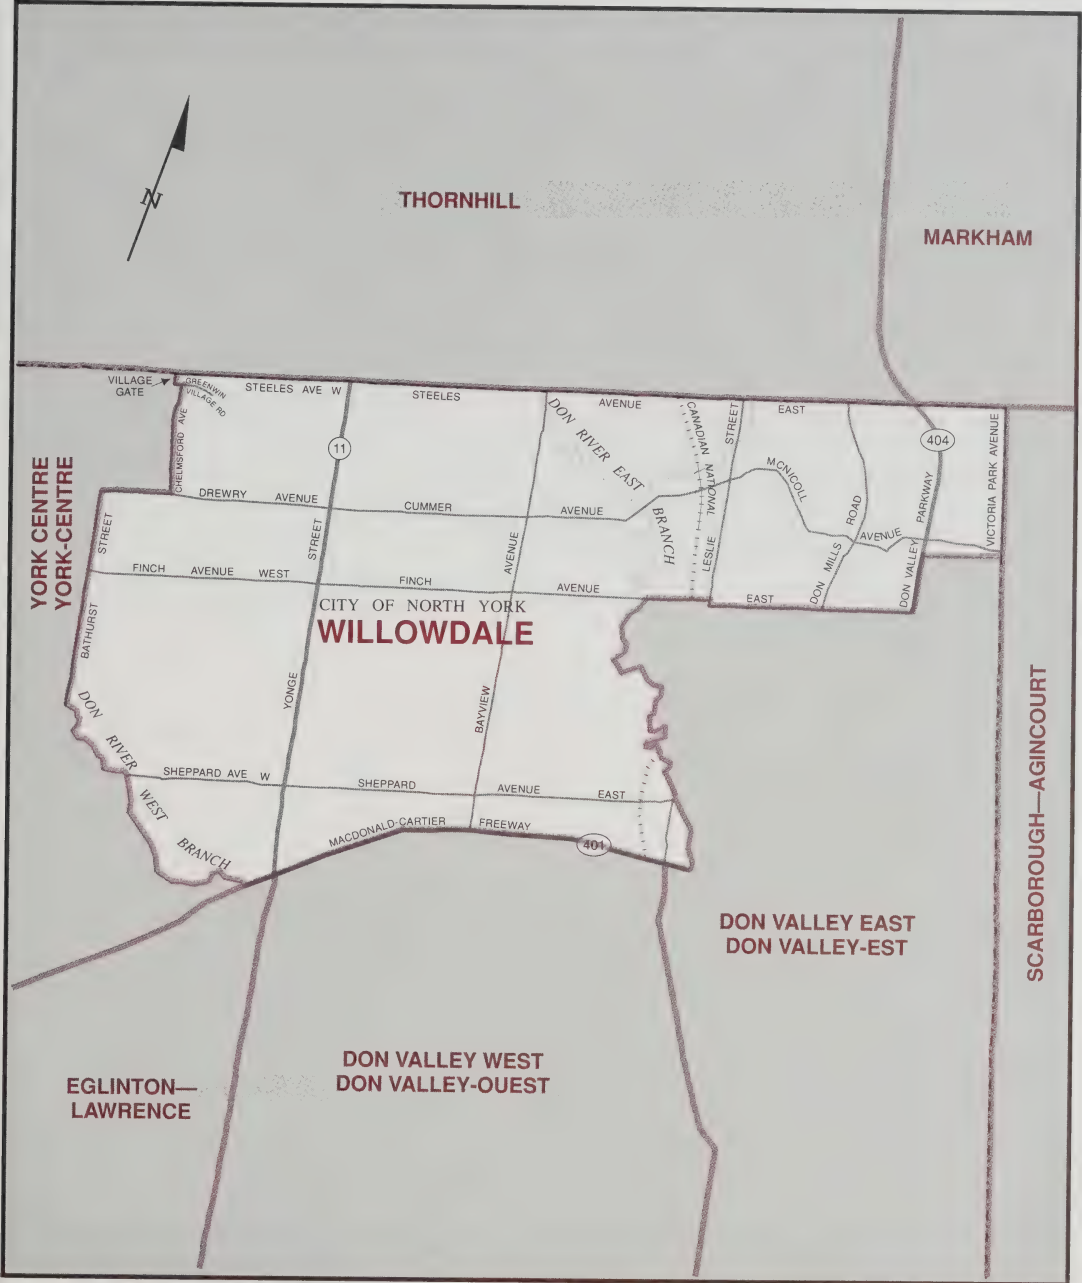 N
THORNHILL
MARKHAM
VILLAGE
GATE
GREENWIN
VILLAGE RD
STEELES AVE W
STEELES AVENUE EAST
CHELMSFORD AVE
11
404
DON RIVER EAST
BRANCH
CANADIAN NATIONAL
LESLIE STREET
MCNICOLL AVENUE
DON MILLS ROAD
DON VALLEY PARKWAY
VICTORIA PARK AVENUE
DREWRY AVENUE
CUMMER AVENUE
YORK CENTRE
YORK-CENTRE
BATHURST STREET
YONGE STREET
BAYVIEW AVENUE
FINCH AVENUE WEST
FINCH AVENUE EAST
CITY OF NORTH YORK
WILLOWDALE
DON RIVER
WEST BRANCH
SHEPPARD AVE W
SHEPPARD AVENUE EAST
MACDONALD-CARTIER FREEWAY
401
SCARBOROUGH—AGINCOURT
DON VALLEY EAST
DON VALLEY-EST
DON VALLEY WEST
DON VALLEY-OUEST
EGLINTON—
LAWRENCE